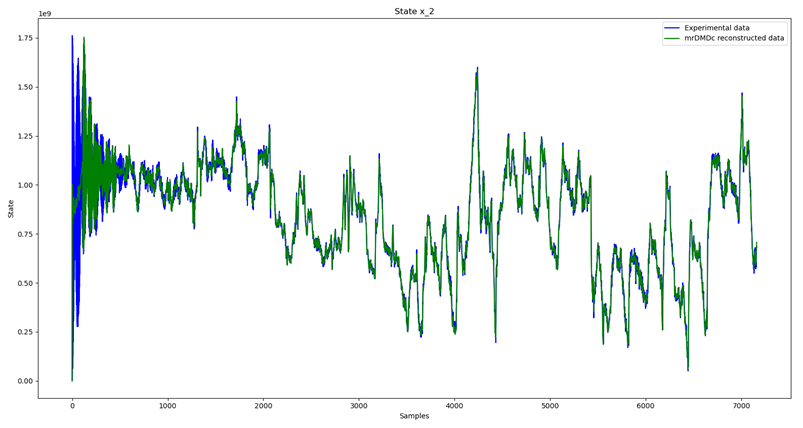 State x_2
1e9
Experimental data
mrDMDc reconstructed data
1.75
1.50
1.25
1.00
0.75
0.50
0.25
0.00
State
0
1000
2000
3000
4000
5000
6000
7000
Samples